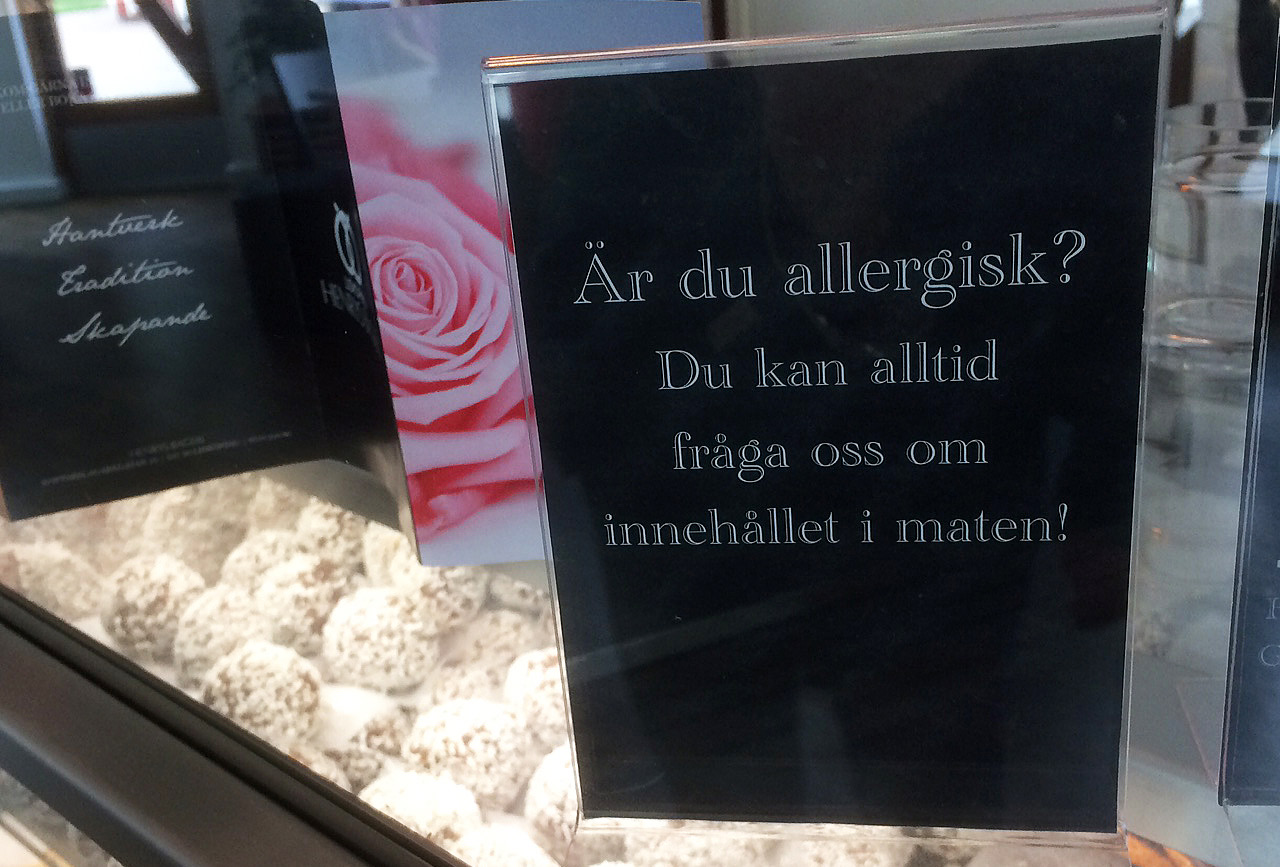 Hantverk
Tradition
Skapande
Är du allergisk?
Du kan alltid
fråga oss om
innehållet i maten!